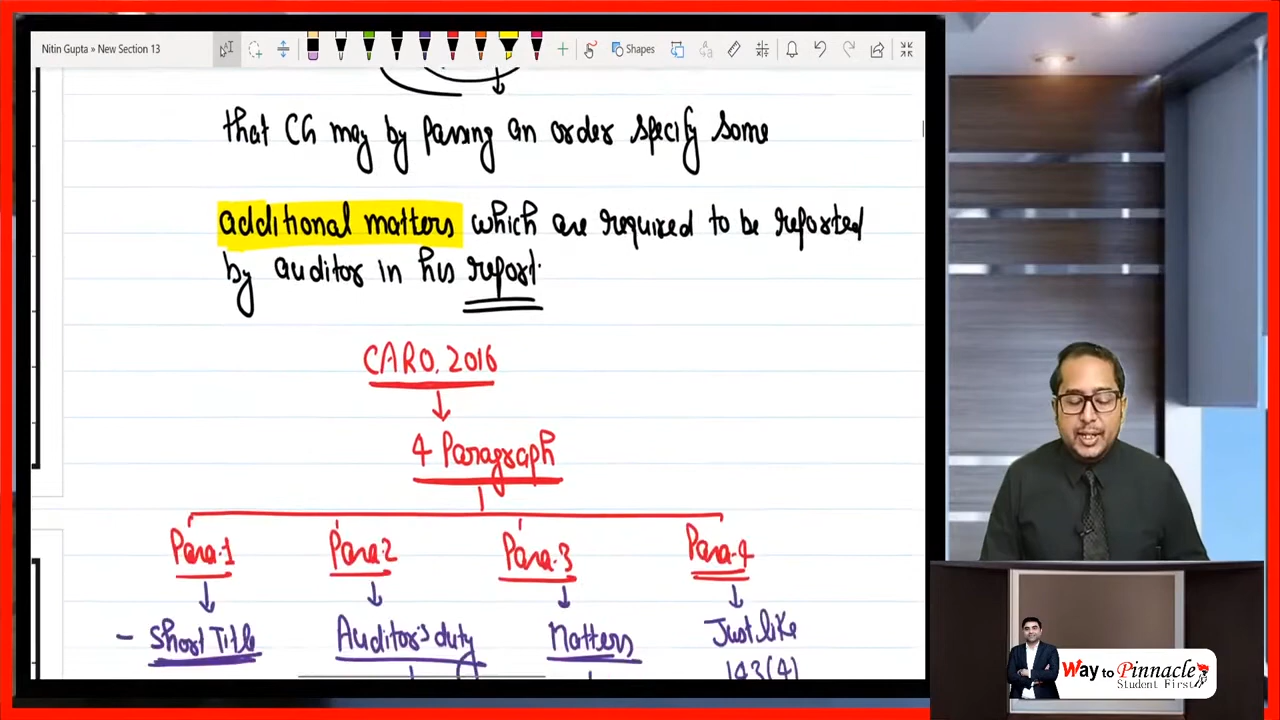 Nitin Gupta » New Section 13
Shapes
that CG may by passing an order specify some
additional matters which are required to be reported
by auditor in his report.
CARO, 2016
4 Paragraph
Para-1 Para-2 Para-3 Para-4
- Short Title Auditor's duty Matters Just like
143(4)
Way to Pinnacle
Student First